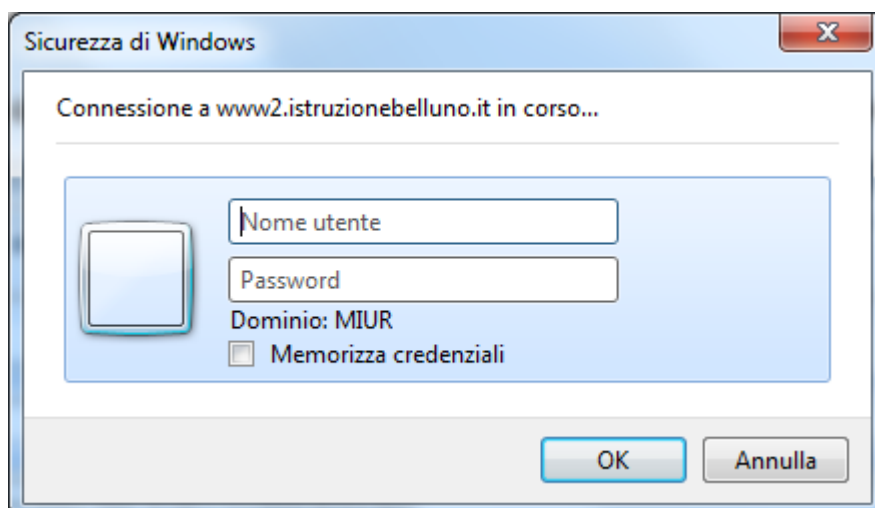 Sicurezza di Windows
Connessione a www2.istruzionebelluno.it in corso...
Nome utente
Password
Dominio: MIUR
Memorizza credenziali
OK Annulla